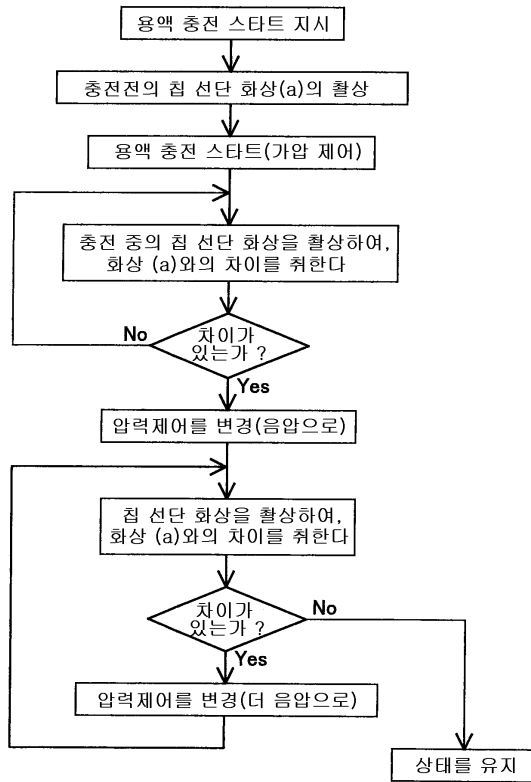 용액 충전 스타트 지시
충전전의 칩 선단 화상(a)의 촬상
용액 충전 스타트(가압 제어)
충전 중의 칩 선단 화상을 촬상하여,
화상 (a)와의 차이를 취한다
No
차이가
있는가 ?
Yes
압력제어를 변경(음압으로)
칩 선단 화상을 촬상하여,
화상 (a)와의 차이를 취한다
차이가
있는가 ?
No
Yes
압력제어를 변경(더 음압으로)
상태를 유지